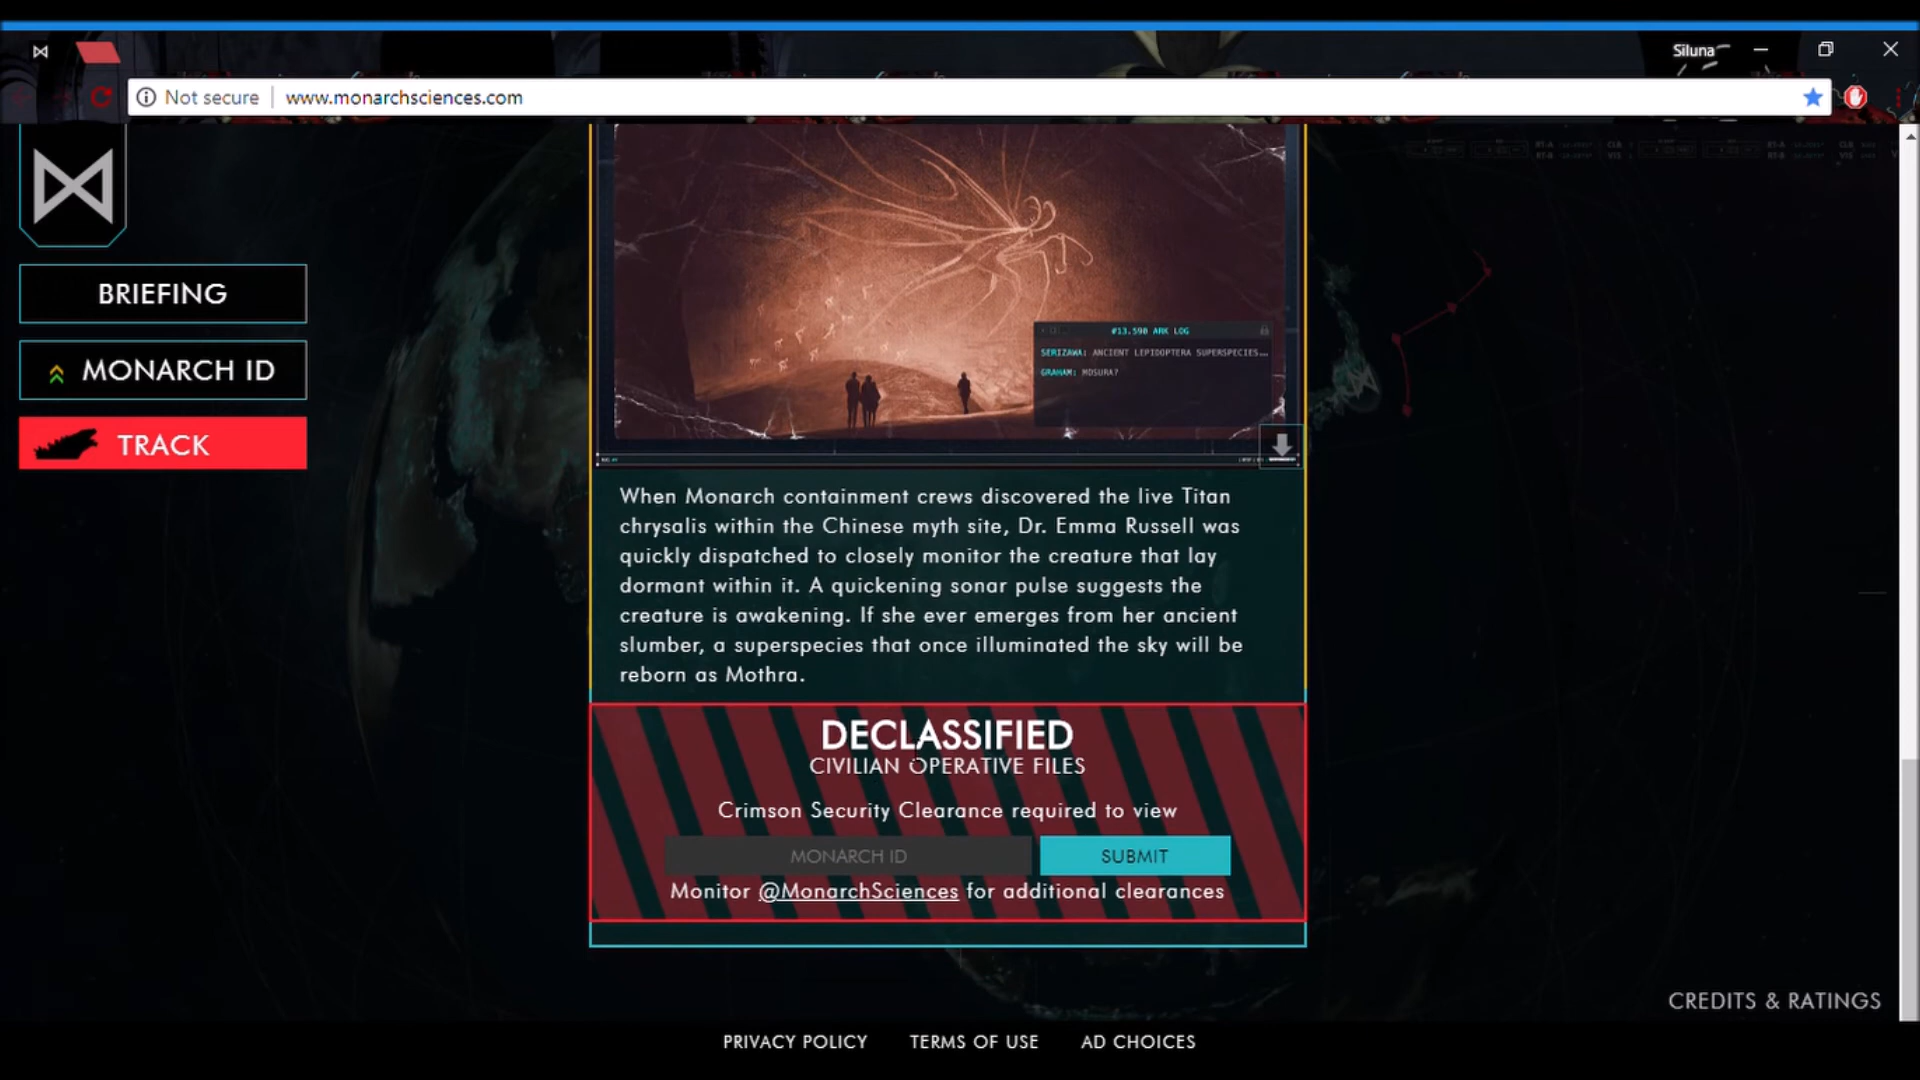 Siluna
Not secure
www.monarchsciences.com
BRIEFING
MONARCH ID
TRACK
#13.590 ARK LOG
SERIZAWA: ANCIENT LEPIDOPTERA SUPERSPECIES...
GRAHAM: MOSURA?
When Monarch containment crews discovered the live Titan
chrysalis within the Chinese myth site, Dr. Emma Russell was
quickly dispatched to closely monitor the creature that lay
dormant within it. A quickening sonar pulse suggests the
creature is awakening. If she ever emerges from her ancient
slumber, a superspecies that once illuminated the sky will be
reborn as Mothra.
DECLASSIFIED
CIVILIAN OPERATIVE FILES
Crimson Security Clearance required to view
MONARCH ID
SUBMIT
Monitor @MonarchSciences for additional clearances
CREDITS & RATINGS
PRIVACY POLICY
TERMS OF USE
AD CHOICES